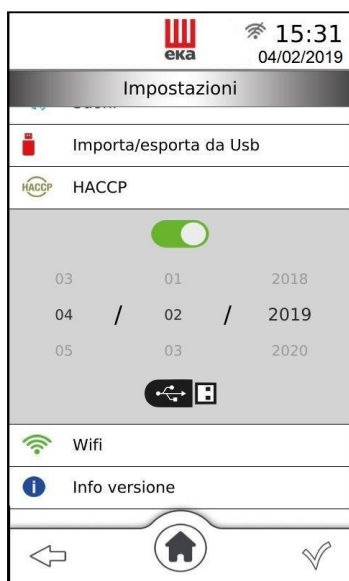 eka
15:31
04/02/2019
Impostazioni
Importa/esporta da Usb
HACCP HACCP
03 01 2018
04 / 02 / 2019
05 03 2020
Wifi
i Info versione